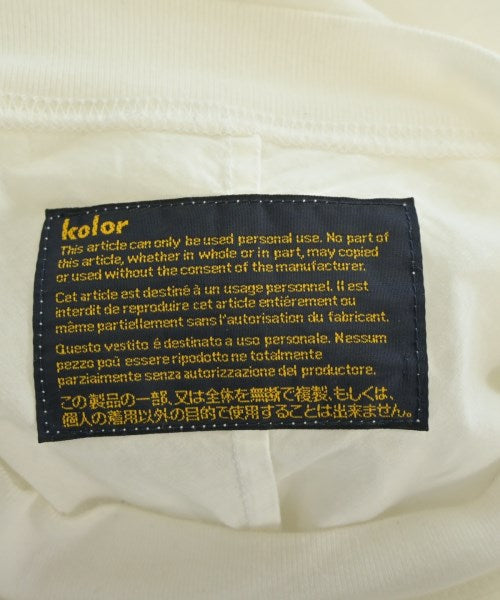 kolor
This article can only be used personal use. No part of
this article, whether in whole or in part, may copied
or used without the consent of the manufacturer.
Cet article est destiné à un usage personnel. Il est
interdit de reproduire cet article entiérement ou
même partiellement sans l'autorisation du fabricant.
Questo vestito é destinato a uso personale. Nessum
pezzo poü essere ripodotto ne totalmente
parziaimente senza autorizzazione del productore.
この製品の一部、又は全体を無断で複製、もしくは、
個人の着用以外の目的で使用することは出来ません。